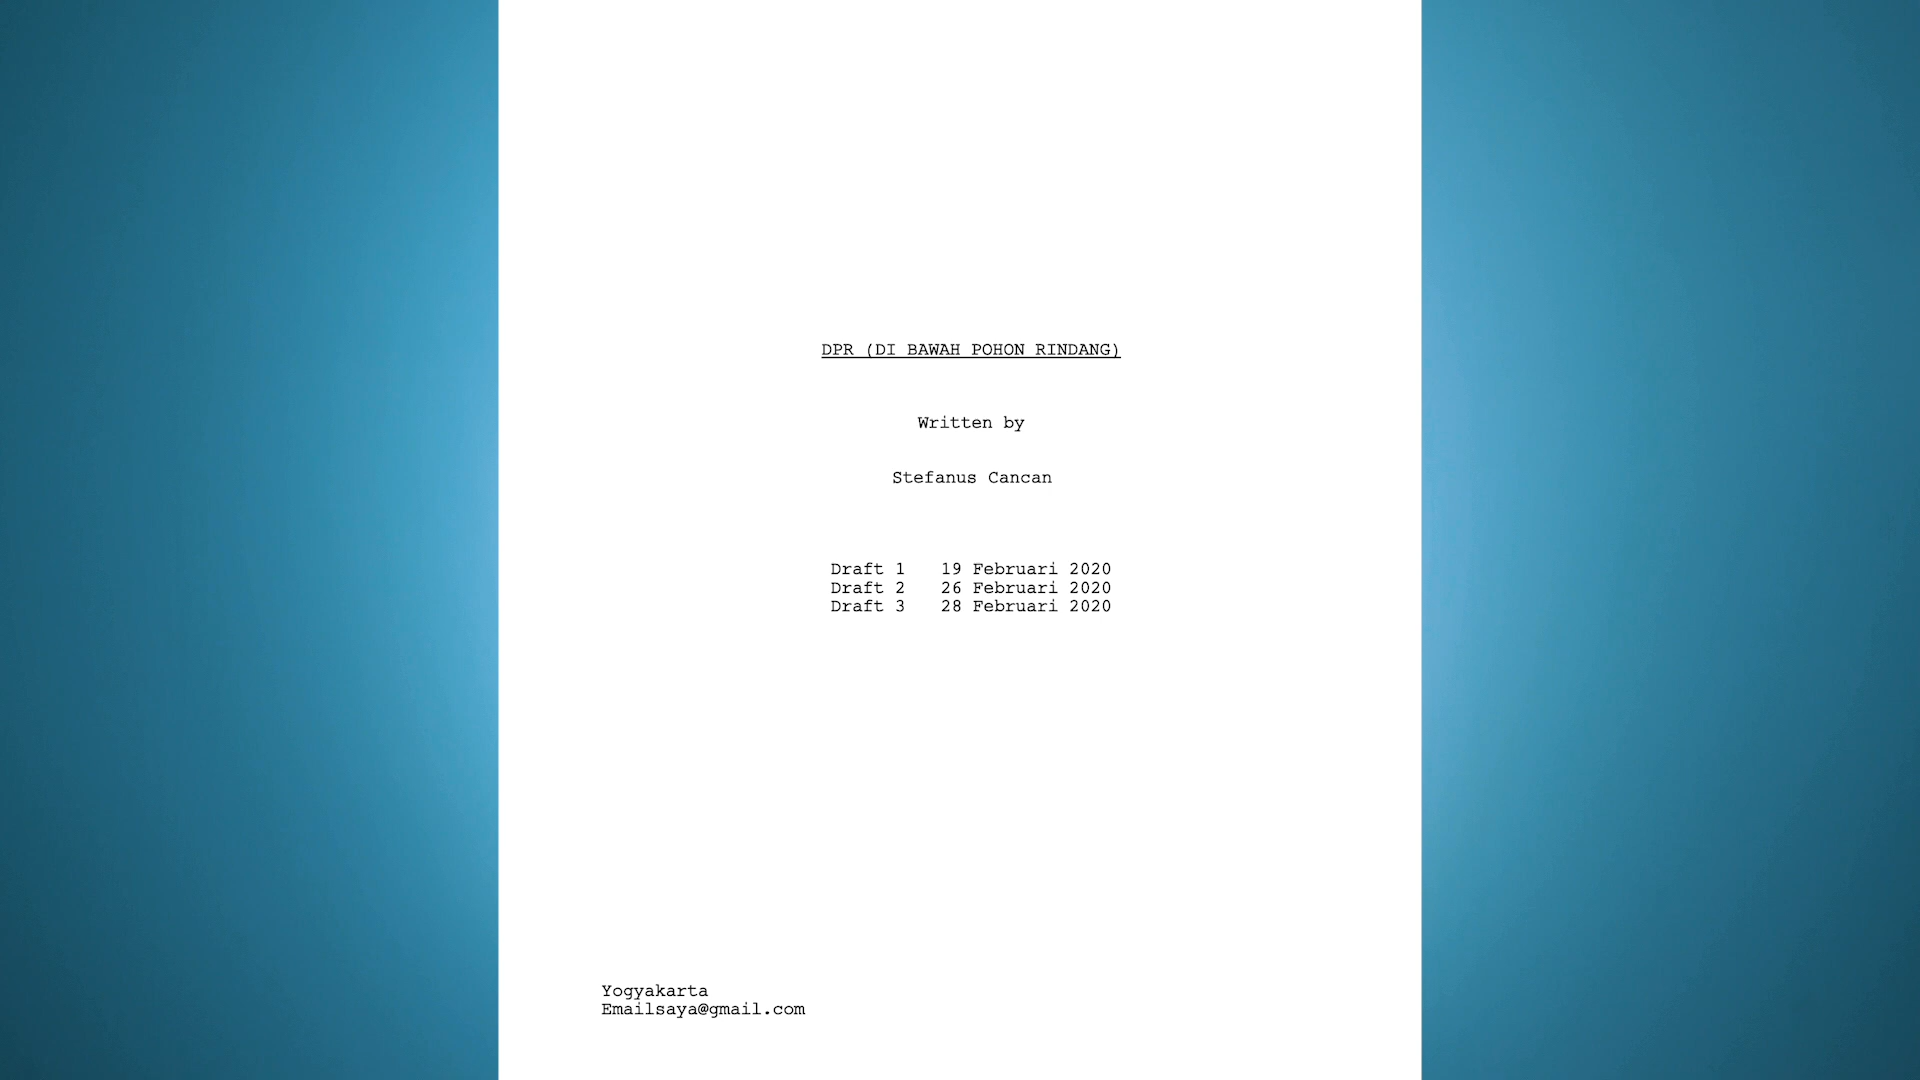 DPR (DI BAWAH POHON RINDANG)
Written by
Stefanus Cancan
Draft 1 19 Februari 2020
Draft 2 26 Februari 2020
Draft 3 28 Februari 2020
Yogyakarta
Emailsaya@gmail.com